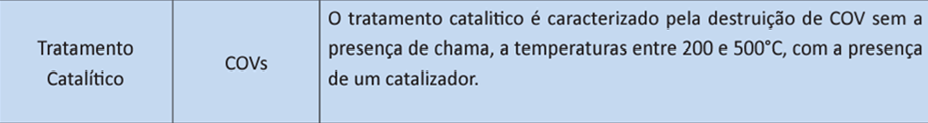 Tratamento
Catalítico
COVs
O tratamento catalitico é caracterizado pela destruição de COV sem a
presença de chama, a temperaturas entre 200 e 500°C, com a presença
de um catalizador.